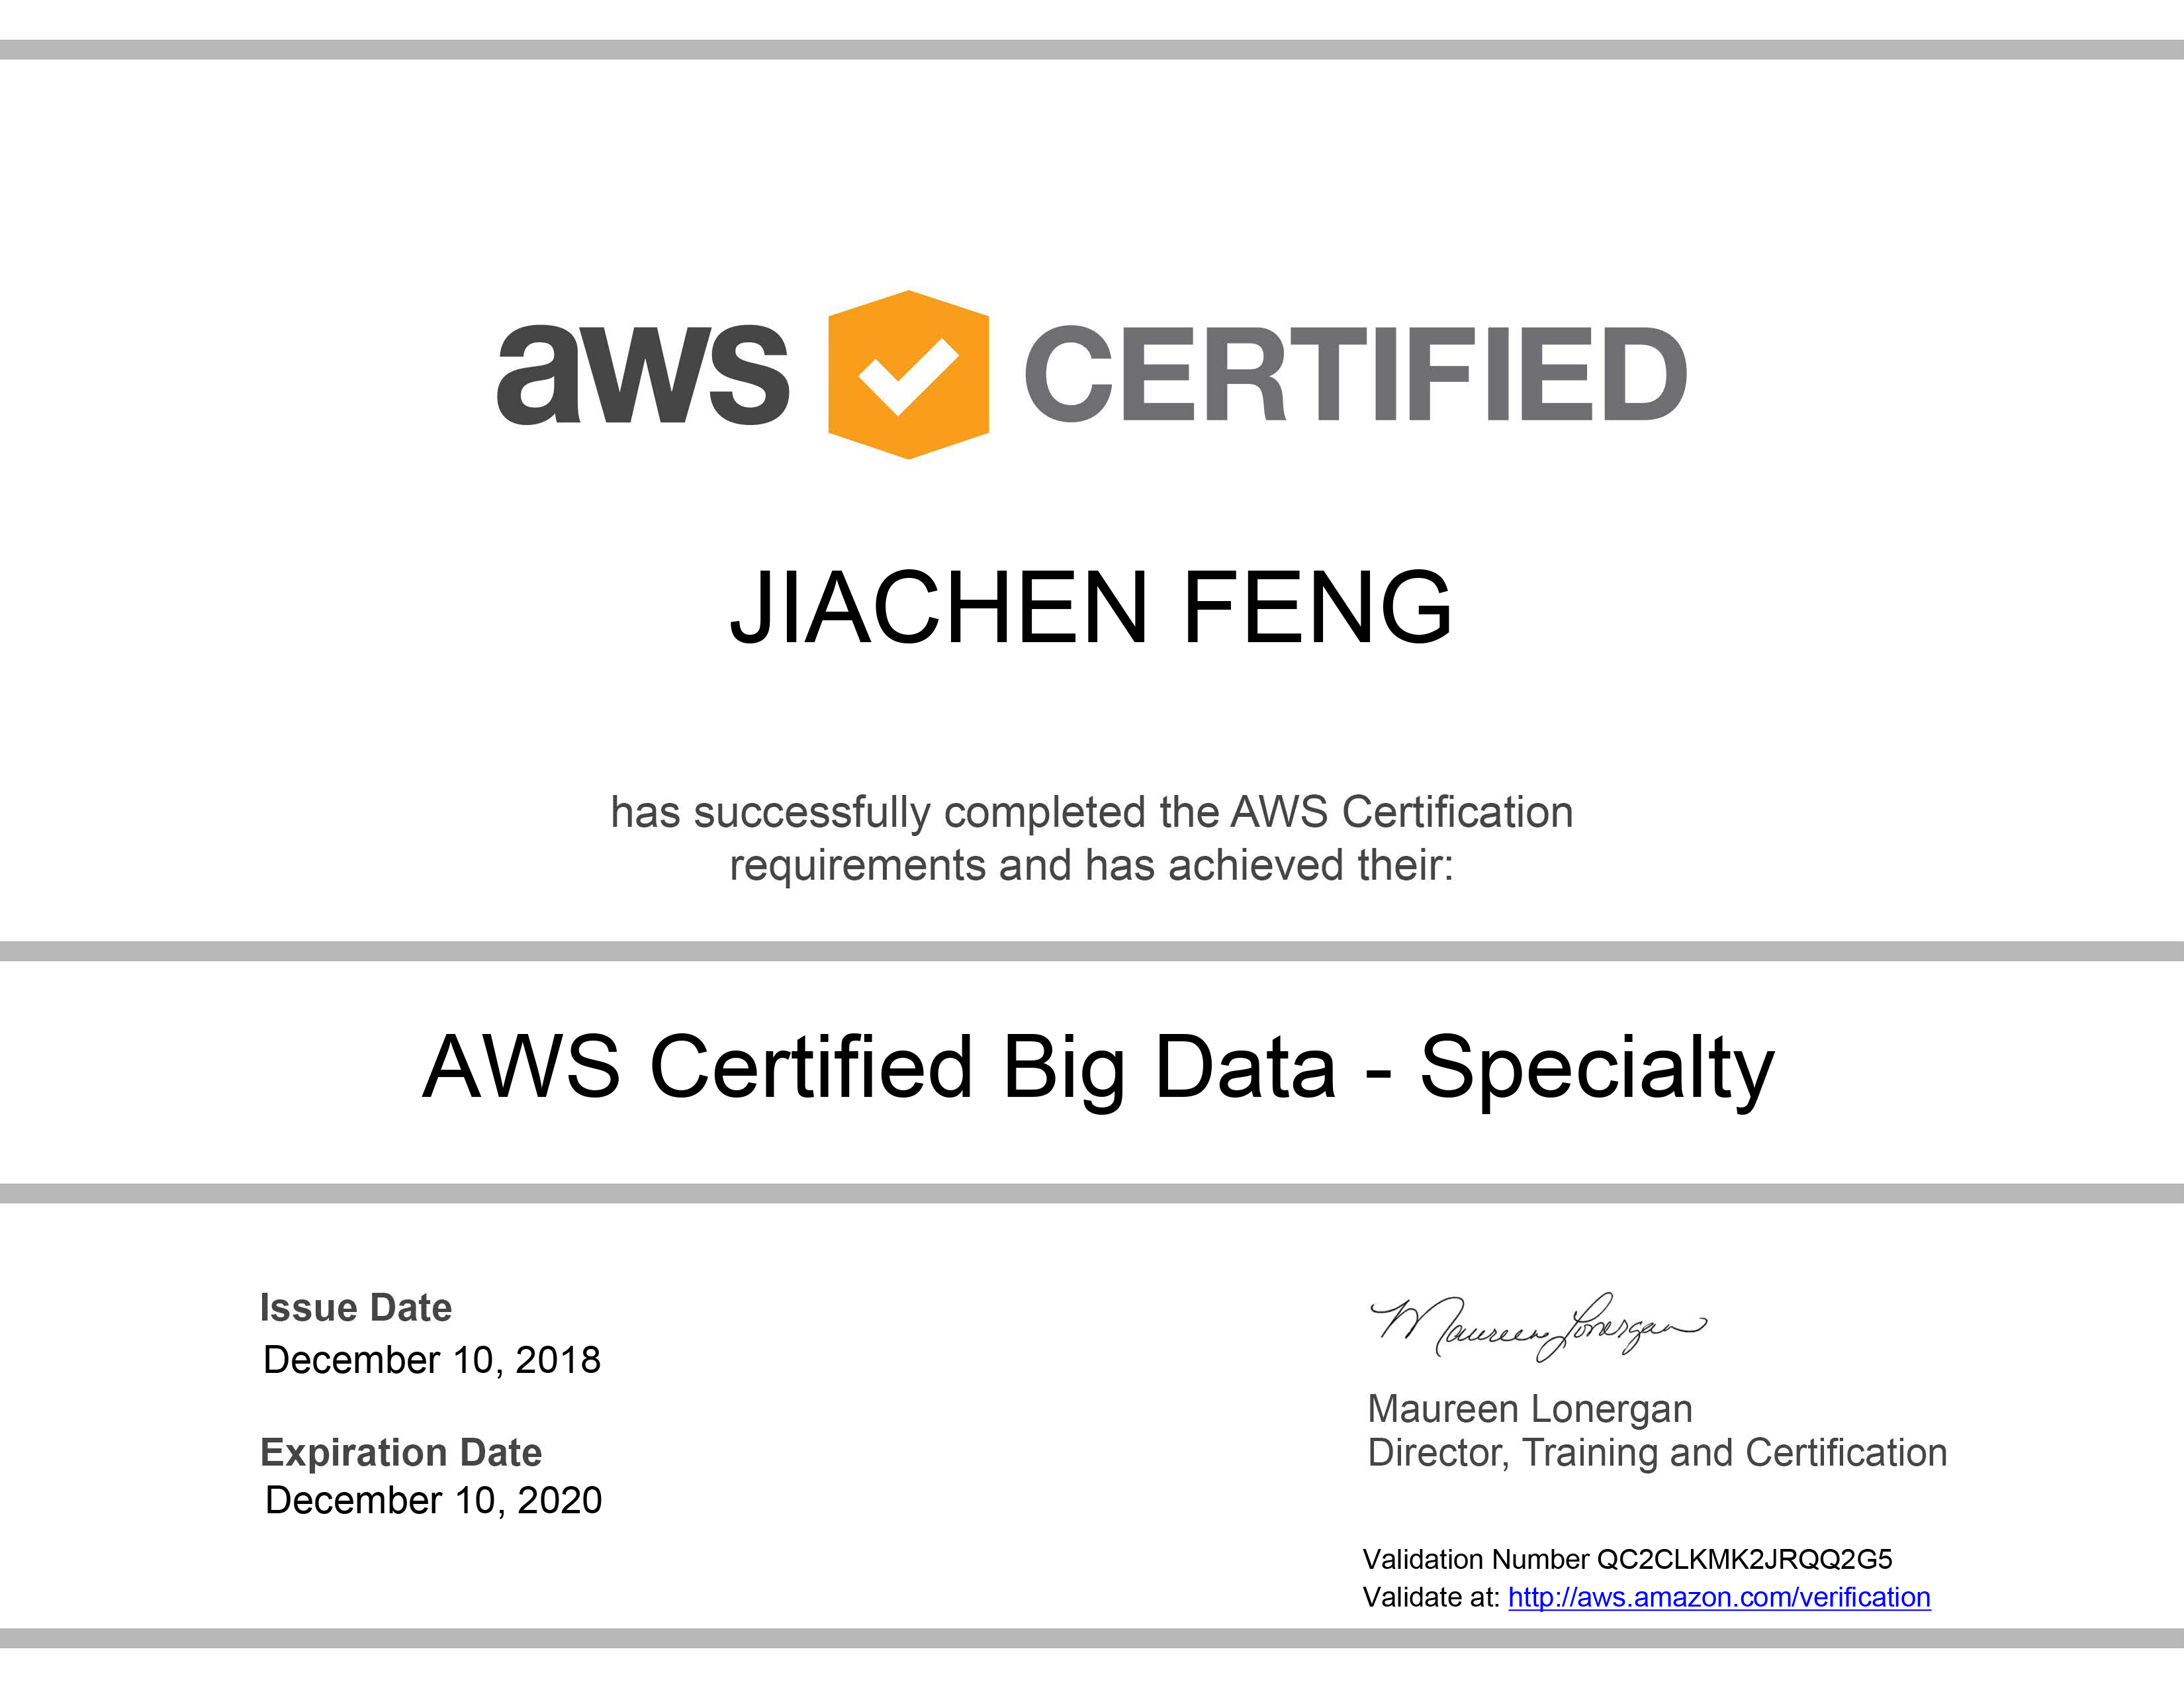 aws CERTIFIED
JIACHEN FENG
has successfully completed the AWS Certification
requirements and has achieved their:
AWS Certified Big Data - Specialty
Issue Date
December 10, 2018
Expiration Date
December 10, 2020
Maureen Lonergan
Maureen Lonergan
Director, Training and Certification
Validation Number QC2CLKMK2JRQQ2G5
Validate at: http://aws.amazon.com/verification